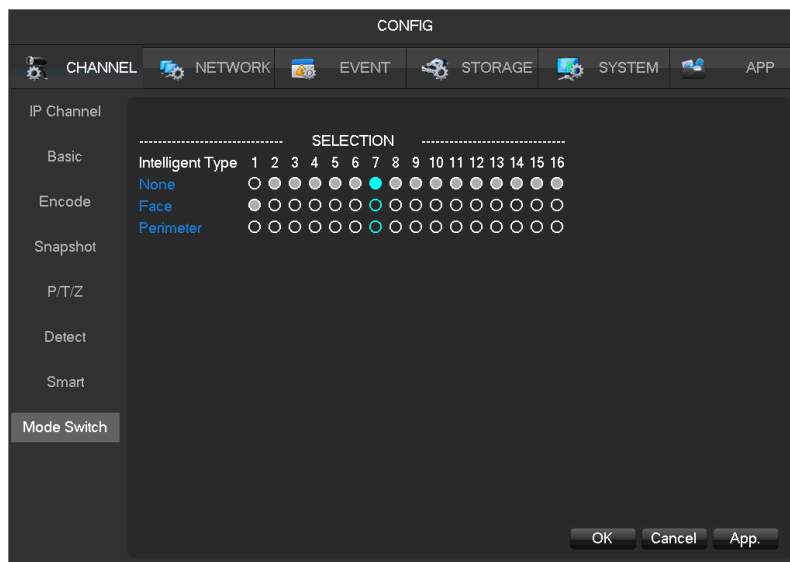 CONFIG
CHANNEL NETWORK EVENT STORAGE SYSTEM APP
IP Channel
Basic
Encode
Snapshot
P/T/Z
Detect
Smart
Mode Switch
------------------------------- SELECTION -------------------------------
Intelligent Type 1 2 3 4 5 6 7 8 9 10 11 12 13 14 15 16
None
Face
Perimeter
OK Cancel App.